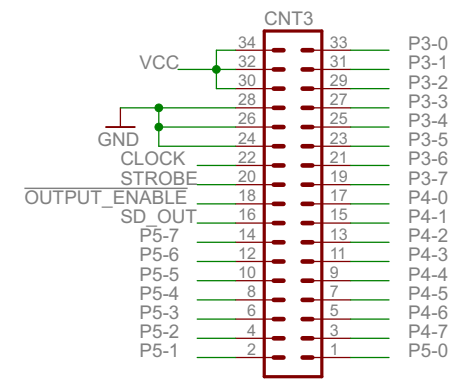 CNT3
34 33 P3-0
VCC 32 31 P3-1
30 29 P3-2
28 27 P3-3
26 25 P3-4
GND 24 23 P3-5
CLOCK 22 21 P3-6
STROBE 20 19 P3-7
OUTPUT_ENABLE 18 17 P4-0
SD_OUT 16 15 P4-1
P5-7 14 13 P4-2
P5-6 12 11 P4-3
P5-5 10 9 P4-4
P5-4 8 7 P4-5
P5-3 6 5 P4-6
P5-2 4 3 P4-7
P5-1 2 1 P5-0